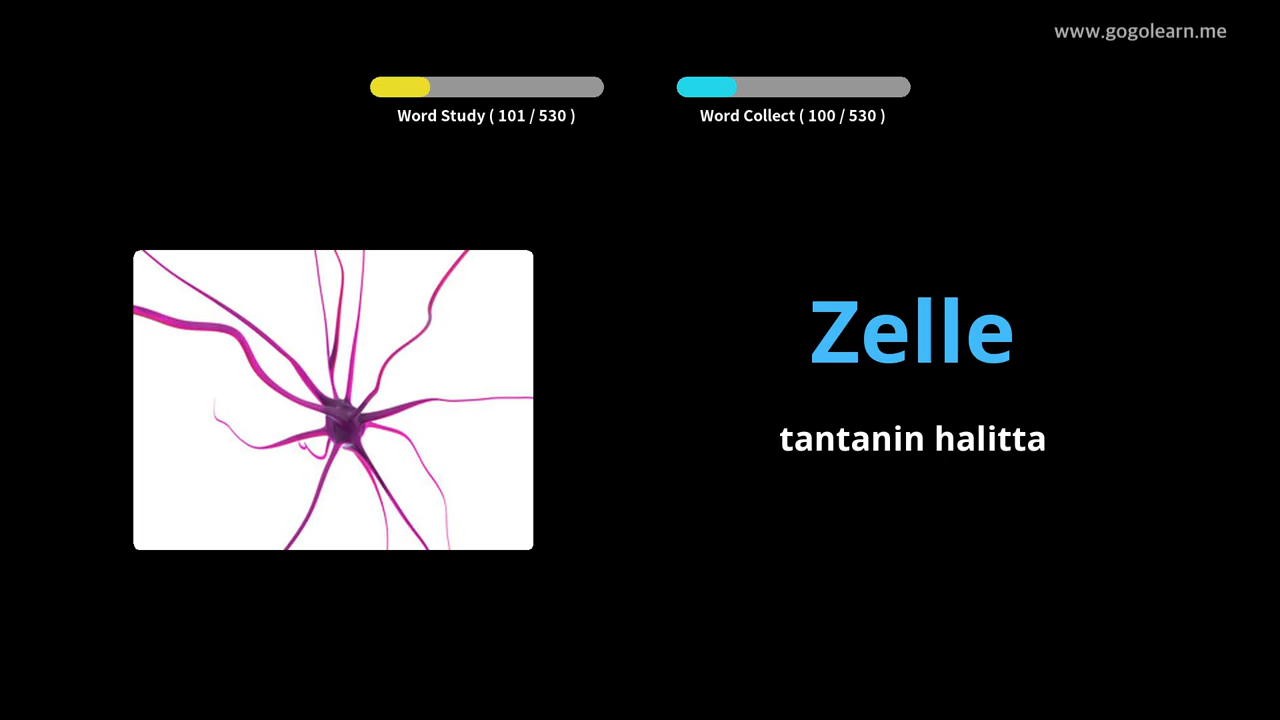 www.gogolearn.me
Word Study ( 101 / 530 )
Word Collect ( 100 / 530 )
Zelle
tantanin halitta